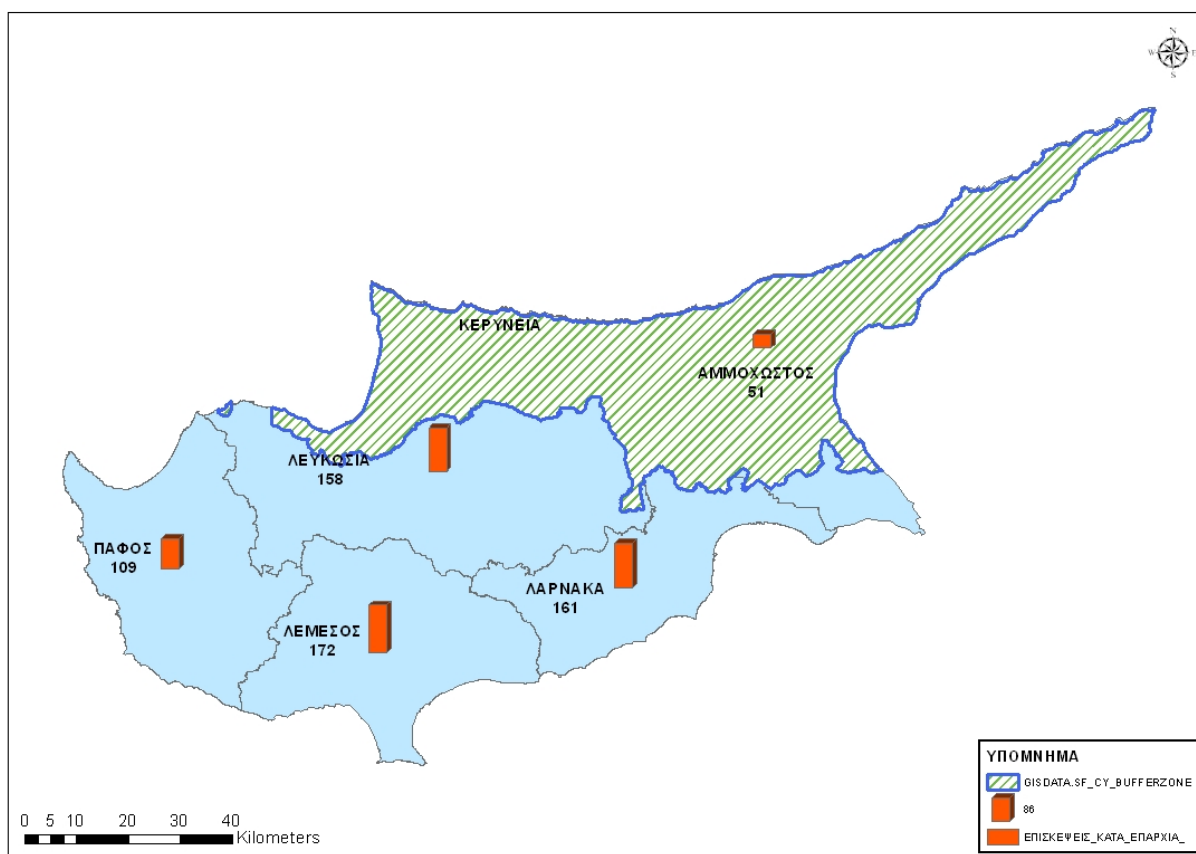 N
W E
S
ΚΕΡΥΝΕΙΑ
ΑΜΜΟΧΩΣΤΟΣ
51
ΛΕΥΚΩΣΙΑ
158
ΠΑΦΟΣ
109
ΛΑΡΝΑΚΑ
161
ΛΕΜΕΣΟΣ
172
ΥΠΟΜΝΗΜΑ
GISDATA.SF_CY_BUFFERZONE
86
ΕΠΙΣΚΕΨΕΙΣ_ΚΑΤΑ_ΕΠΑΡΧΙΑ_
0 5 10 20 30 40
Kilometers